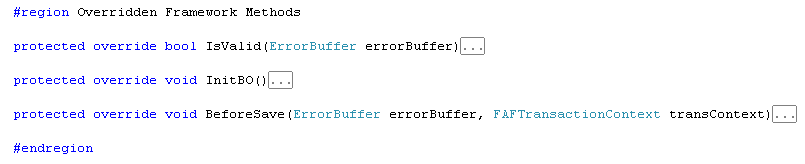 #region Overridden Framework Methods
protected override bool IsValid(ErrorBuffer errorBuffer)...
protected override void InitBO()...
protected override void BeforeSave(ErrorBuffer errorBuffer, FAFTransactionContext transContext)...
#endregion